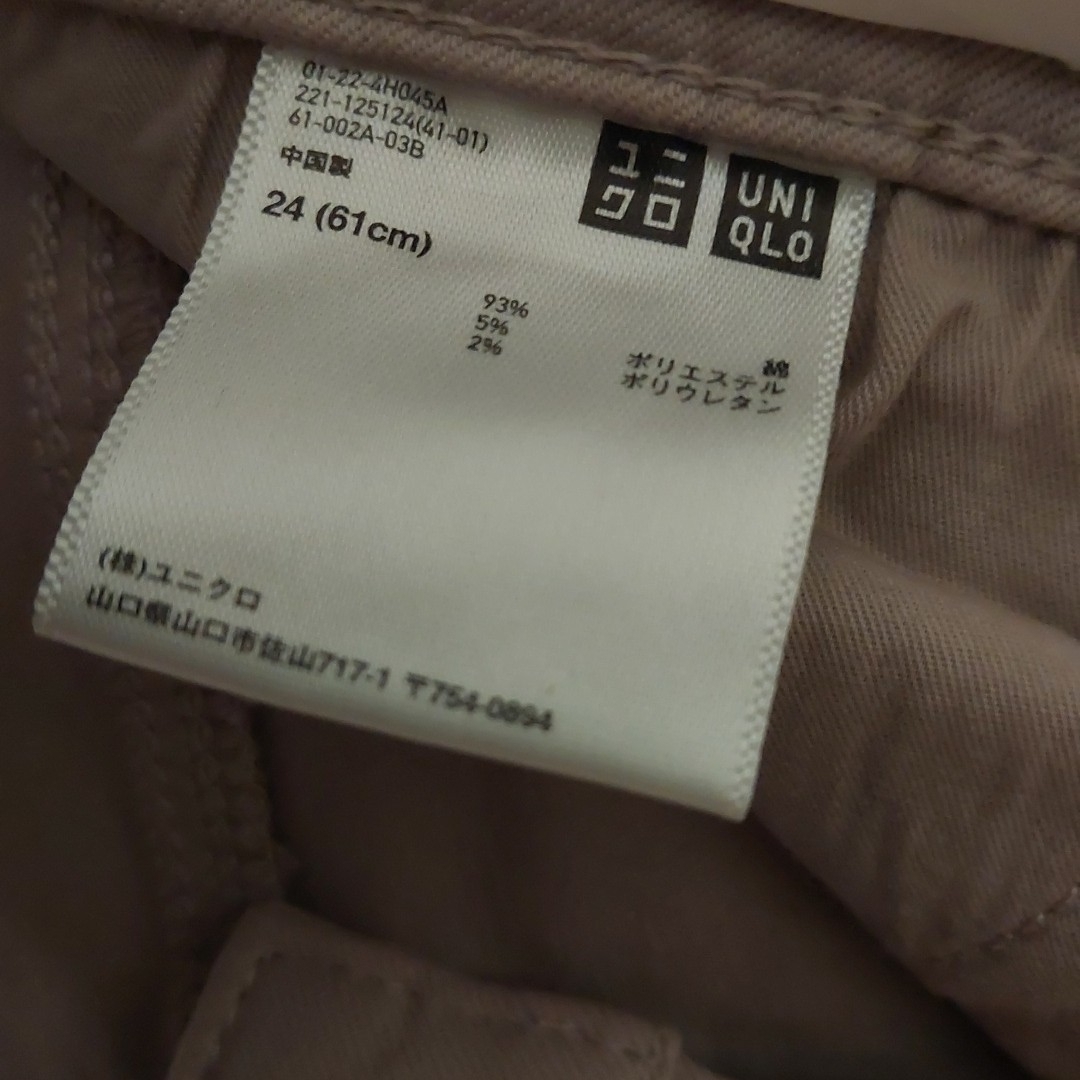 01-22-4H045A
221-125124(41-01)
61-002A-03B
中国製
24 (61cm)
ユニ
クロ
UNI
QLO
93% 綿
5% ポリエステル
2% ポリウレタン
(株)ユニクロ
山口県山口市佐山717-1 〒754-0894